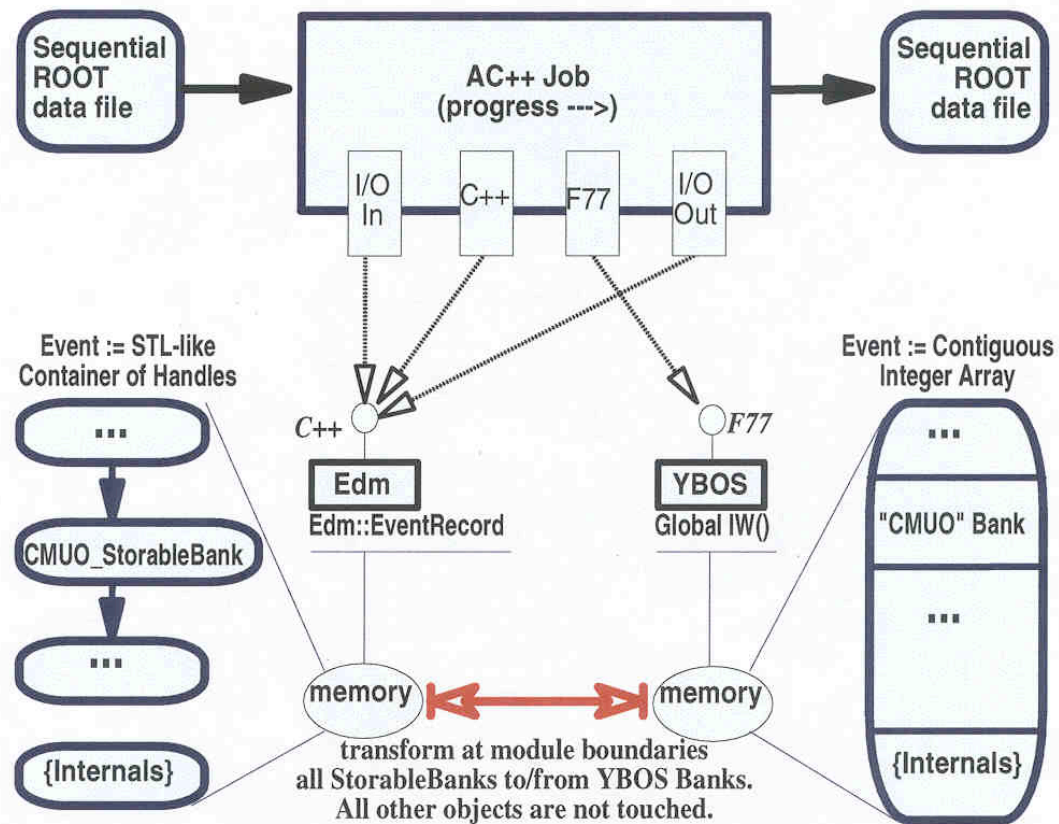 Sequential
ROOT
data file
AC++ Job
(progress --->)
Sequential
ROOT
data file
I/O
In
C++
F77
I/O
Out
Event := STL-like
Container of Handles
...
CMUO_StorableBank
...
{Internals}
C++
Edm
Edm::EventRecord
F77
YBOS
Global IW()
Event := Contiguous
Integer Array
...
"CMUO" Bank
...
{Internals}
memory
memory
transform at module boundaries
all StorableBanks to/from YBOS Banks.
All other objects are not touched.